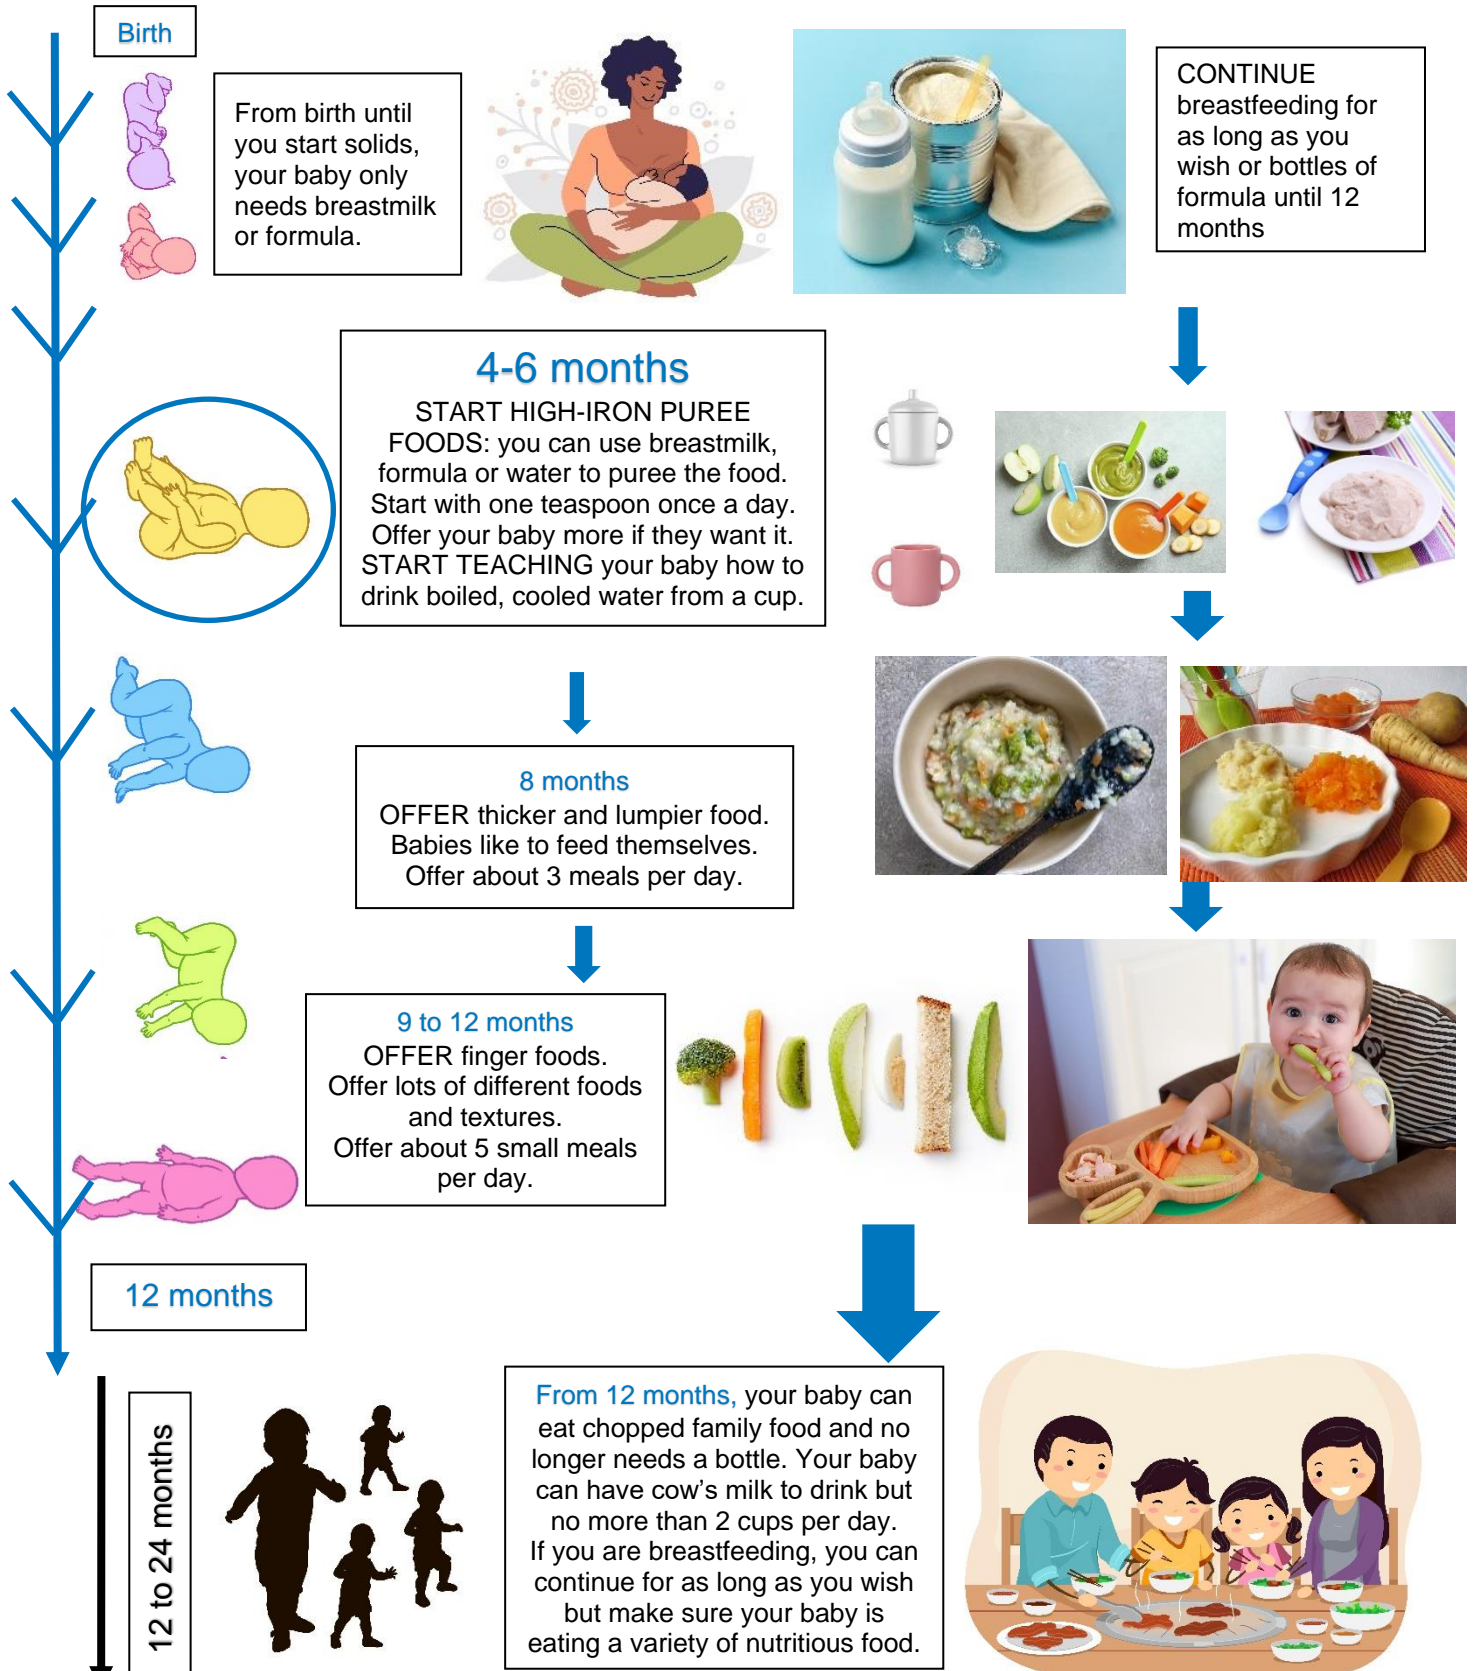 Birth
From birth until
you start solids,
your baby only
needs breastmilk
or formula.
CONTINUE
breastfeeding for
as long as you
wish or bottles of
formula until 12
months
4-6 months
START HIGH-IRON PUREE
FOODS: you can use breastmilk,
formula or water to puree the food.
Start with one teaspoon once a day.
Offer your baby more if they want it.
START TEACHING your baby how to
drink boiled, cooled water from a cup.
8 months
OFFER thicker and lumpier food.
Babies like to feed themselves.
Offer about 3 meals per day.
9 to 12 months
OFFER finger foods.
Offer lots of different foods
and textures.
Offer about 5 small meals
per day.
12 months
12 to 24 months
From 12 months, your baby can
eat chopped family food and no
longer needs a bottle. Your baby
can have cow’s milk to drink but
no more than 2 cups per day.
If you are breastfeeding, you can
continue for as long as you wish
but make sure your baby is
eating a variety of nutritious food.